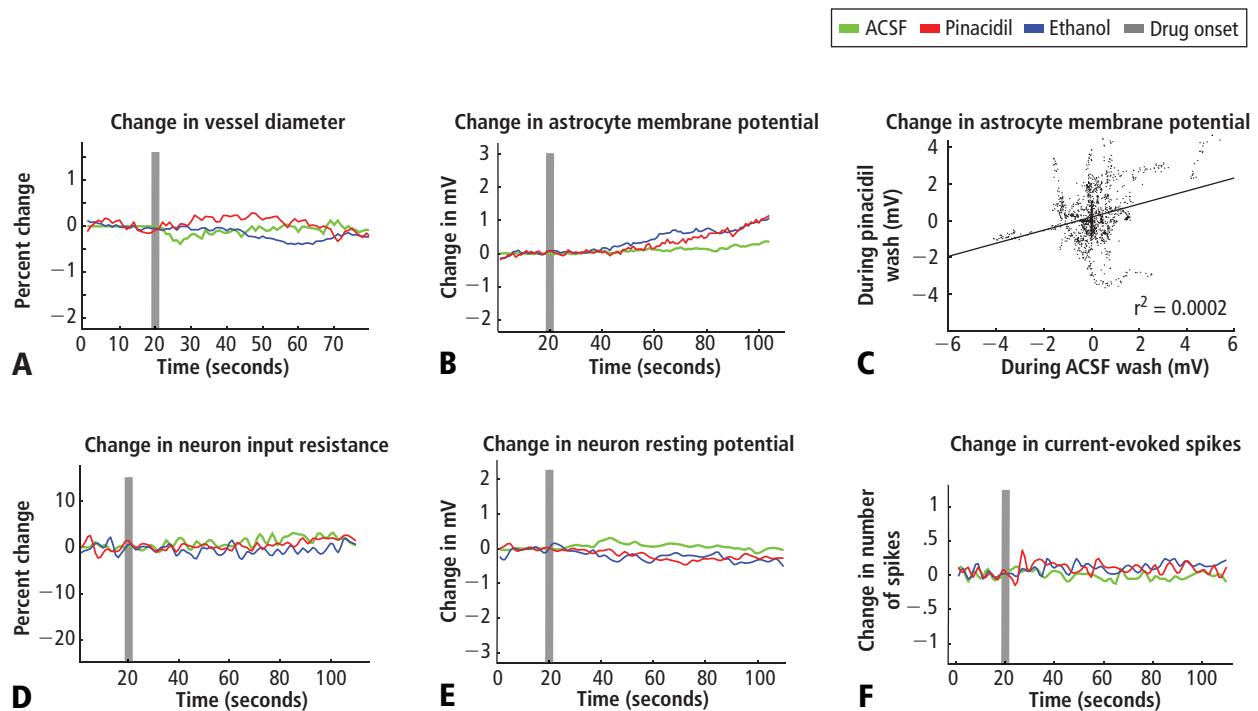 ACSF Pinacidil Ethanol Drug onset
Change in vessel diameter
Percent change
1
0
−1
−2
0 10 20 30 40 50 60 70
Time (seconds)
A
Change in astrocyte membrane potential
Change in mV
3
2
1
0
−1
−2
20 40 60 80 100
Time (seconds)
B
Change in astrocyte membrane potential
During pinacidil
wash (mV)
4
2
0
−2
−4
r² = 0.0002
−6 −4 −2 0 2 4 6
During ACSF wash (mV)
C
Change in neuron input resistance
Percent change
10
0
−10
−20
20 40 60 80 100
Time (seconds)
D
Change in neuron resting potential
Change in mV
2
1
0
−1
−2
−3
0 20 40 60 80 100
Time (seconds)
E
Change in current-evoked spikes
Change in number
of spikes
1
.5
0
−.5
−1
0 20 40 60 80 100
Time (seconds)
F